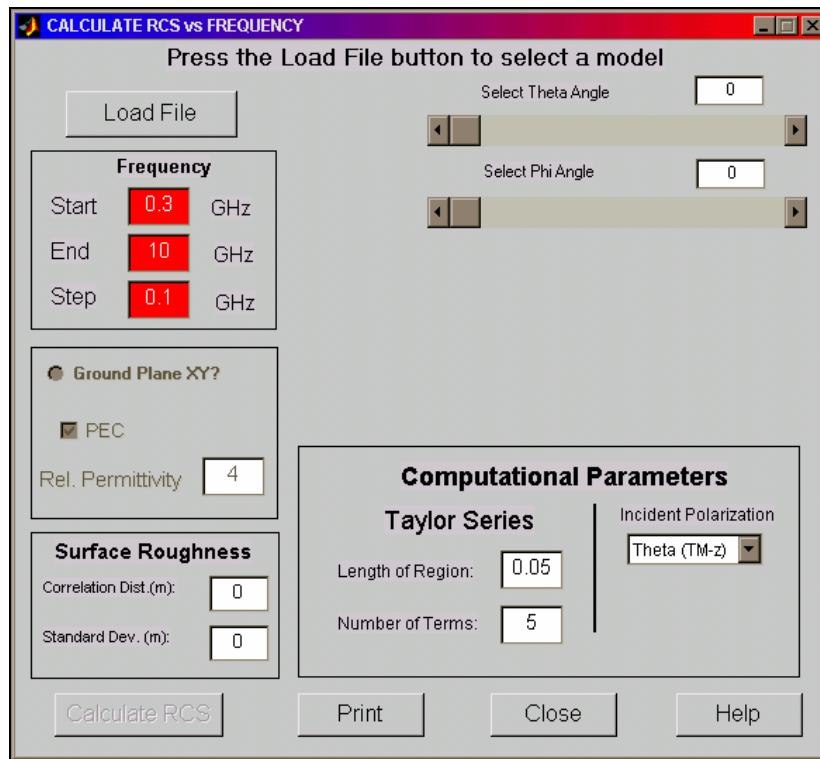 CALCULATE RCS vs FREQUENCY
Press the Load File button to select a model
Load File
Select Theta Angle 0
Select Phi Angle 0
Frequency
Start 0.3 GHz
End 10 GHz
Step 0.1 GHz
Ground Plane XY?
PEC
Rel. Permittivity 4
Surface Roughness
Correlation Dist.(m): 0
Standard Dev. (m): 0
Computational Parameters
Taylor Series
Length of Region: 0.05
Number of Terms: 5
Incident Polarization
Theta (TM-z)
Calculate RCS Print Close Help